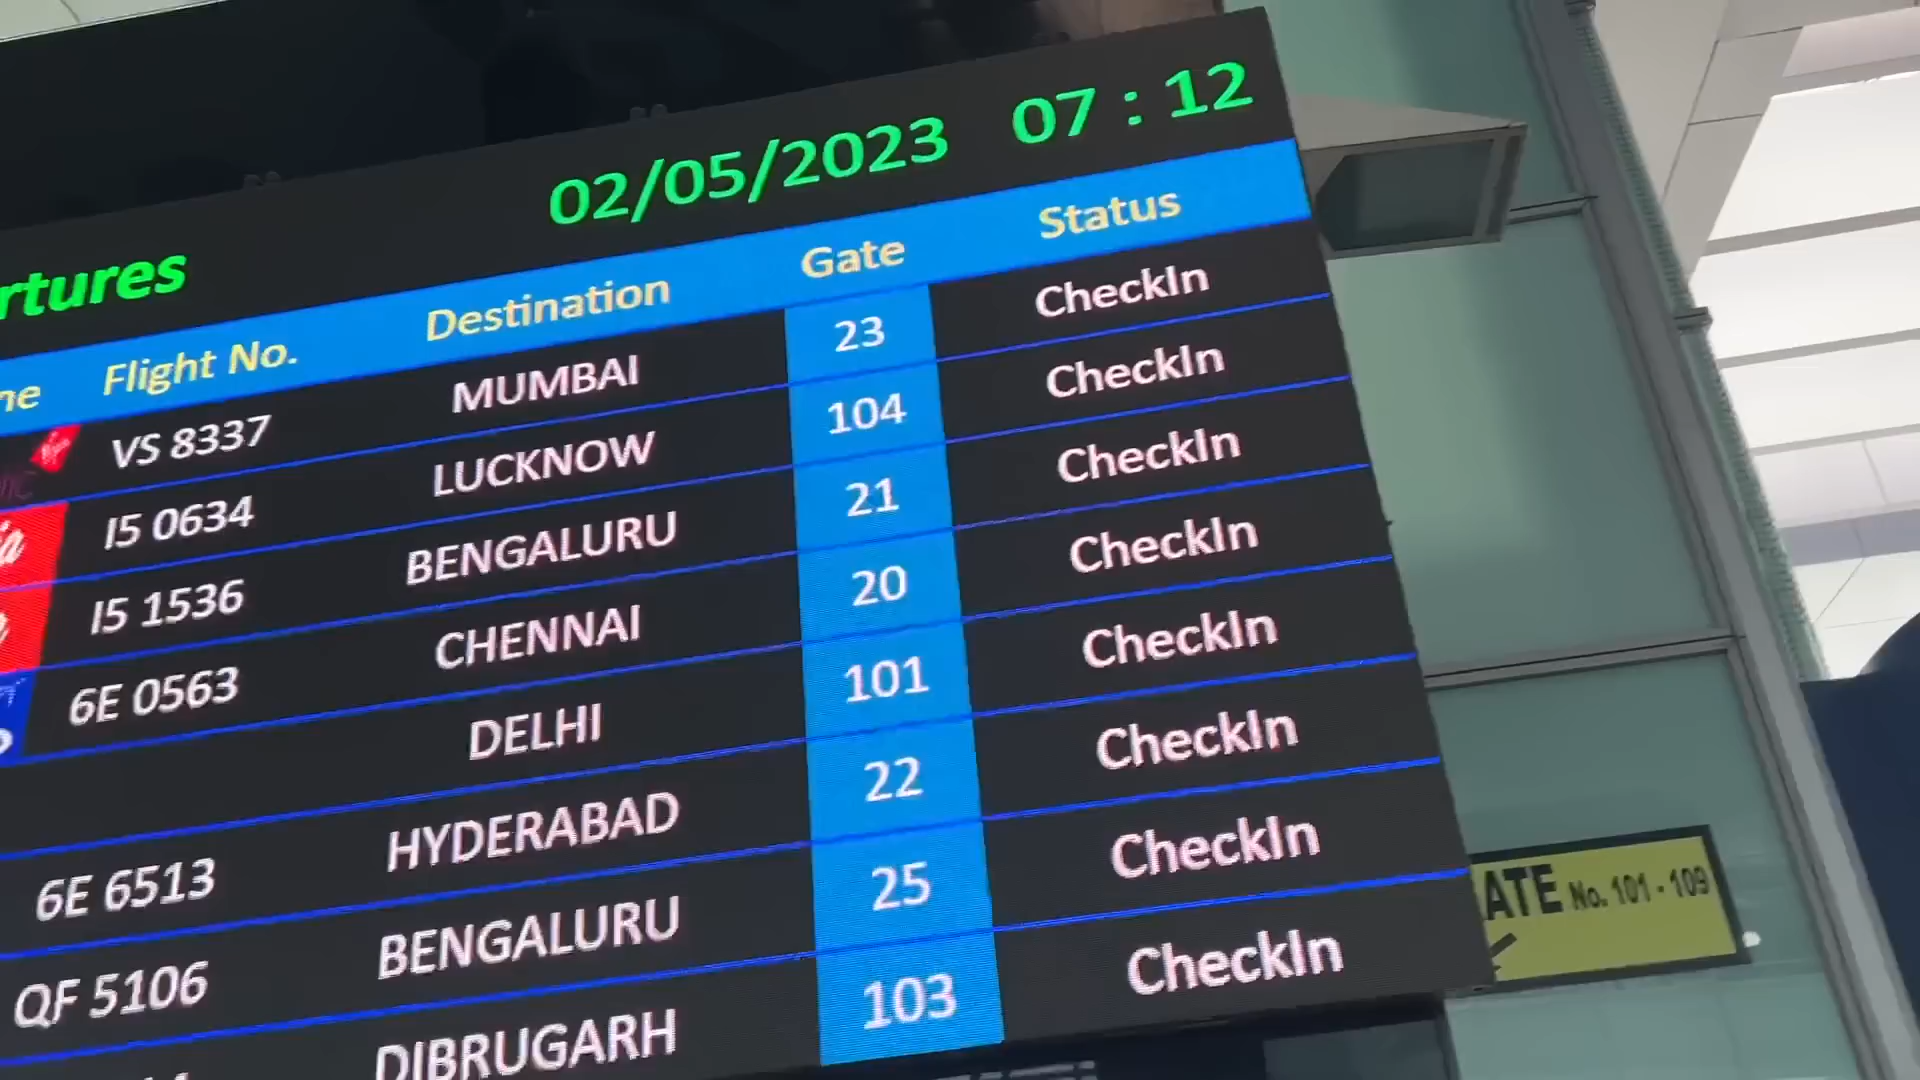 rtures 02/05/2023 07 : 12
ne Flight No. Destination Gate Status
VS 8337 MUMBAI 23 CheckIn
I5 0634 LUCKNOW 104 CheckIn
I5 1536 BENGALURU 21 CheckIn
6E 0563 CHENNAI 20 CheckIn
DELHI 101 CheckIn
6E 6513 HYDERABAD 22 CheckIn
QF 5106 BENGALURU 25 CheckIn
DIBRUGARH 103 CheckIn
ATE No. 101 - 109